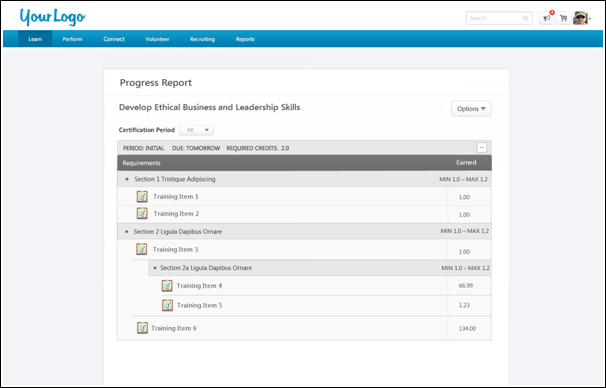 Your Logo
Search
Learn Perform Connect Volunteer Recruiting Reports
Progress Report
Develop Ethical Business and Leadership Skills
Options
Certification Period All
PERIOD: INITIAL DUE: TOMORROW REQUIRED CREDITS: 2.0
Requirements Earned
Section 1 Tristique Adipiscing MIN 1.0 – MAX 1.2
Training Item 1 1.00
Training Item 2 1.00
Section 2 Ligula Dapibus Ornare MIN 1.0 – MAX 1.2
Training Item 3 1.00
Section 2a Ligula Dapibus Ornare MIN 1.0 – MAX 1.2
Training Item 4 66.99
Training Item 5 1.23
Training Item 6 134.00